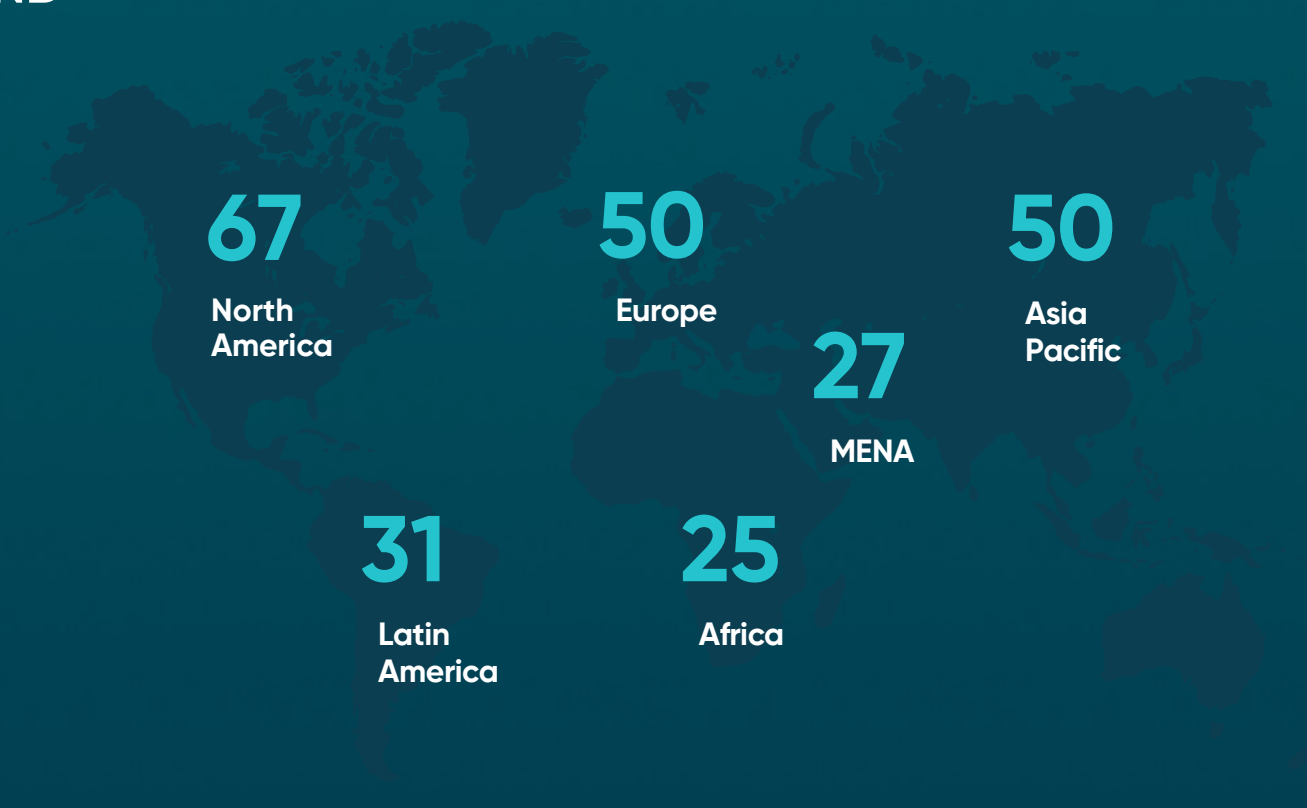 67
North
America
50
Europe
50
Asia
Pacific
27
MENA
31
Latin
America
25
Africa